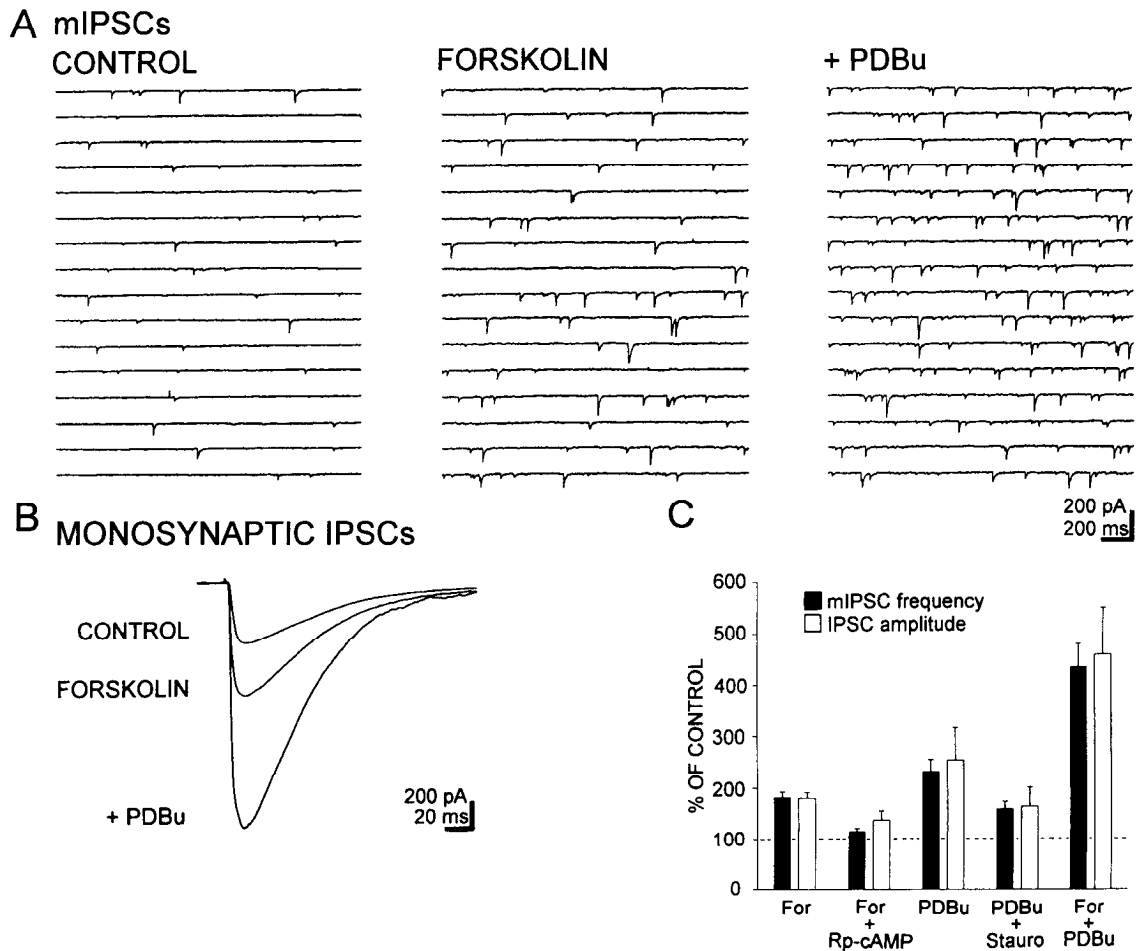 A mIPSCs
CONTROL
FORSKOLIN
+ PDBu
200 pA
200 ms
B MONOSYNAPTIC IPSCs
CONTROL
FORSKOLIN
+ PDBu
200 pA
20 ms
C
600
500
400
300
200
100
0
% OF CONTROL
mIPSC frequency
IPSC amplitude
For
For
+
Rp-cAMP
PDBu
PDBu
+
Stauro
For
+
PDBu